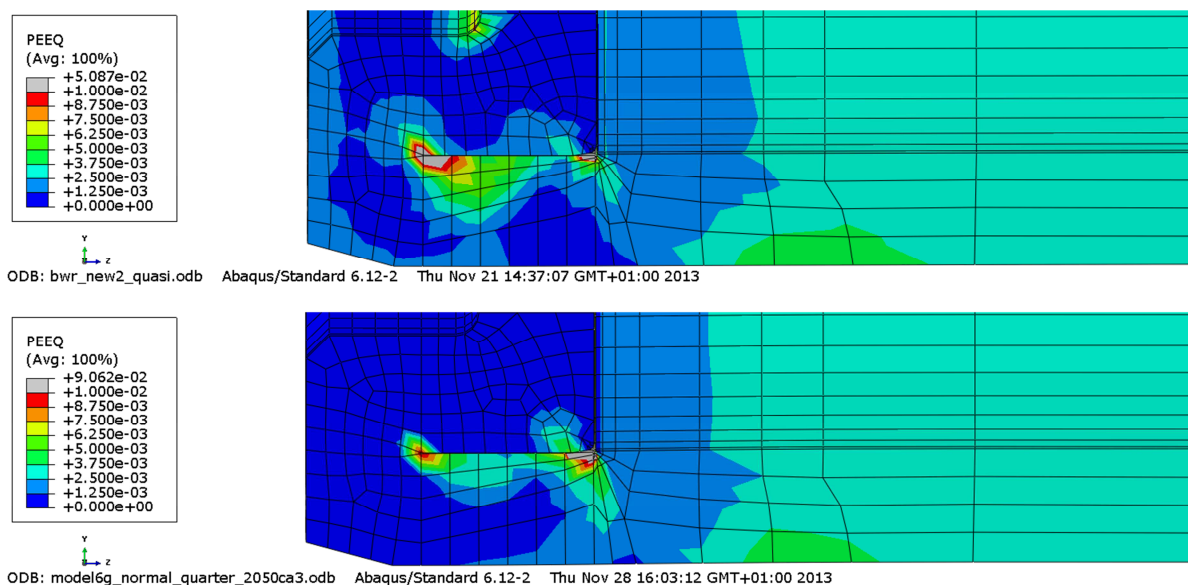 PEEQ
(Avg: 100%)
+5.087e-02
+1.000e-02
+8.750e-03
+7.500e-03
+6.250e-03
+5.000e-03
+3.750e-03
+2.500e-03
+1.250e-03
+0.000e+00
Y
Z
ODB: bwr_new2_quasi.odb Abaqus/Standard 6.12-2 Thu Nov 21 14:37:07 GMT+01:00 2013
PEEQ
(Avg: 100%)
+9.062e-02
+1.000e-02
+8.750e-03
+7.500e-03
+6.250e-03
+5.000e-03
+3.750e-03
+2.500e-03
+1.250e-03
+0.000e+00
Y
Z
ODB: model6g_normal_quarter_2050ca3.odb Abaqus/Standard 6.12-2 Thu Nov 28 16:03:12 GMT+01:00 2013